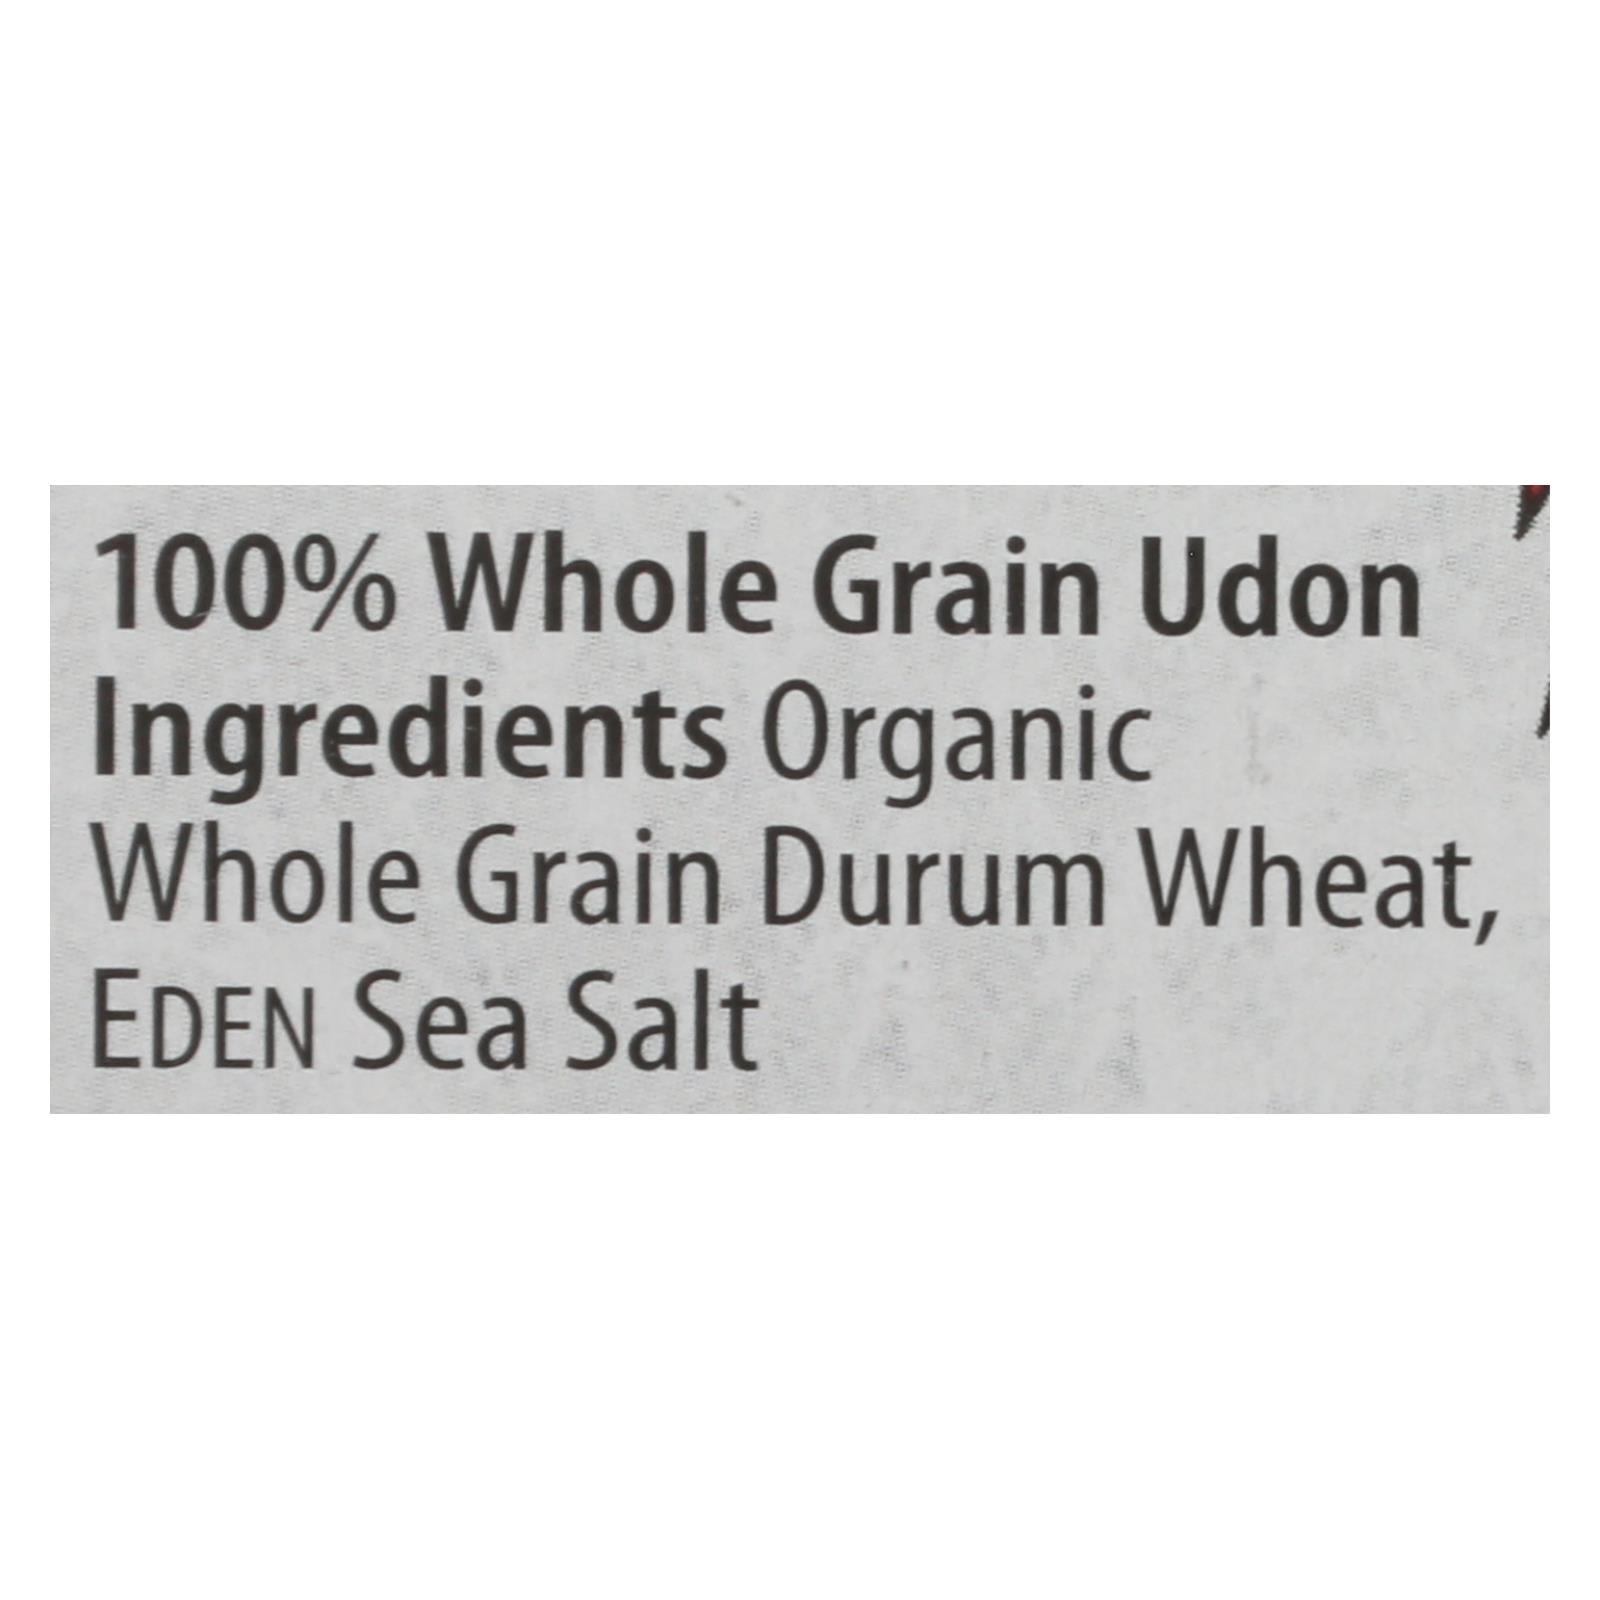 100% Whole Grain Udon
Ingredients Organic
Whole Grain Durum Wheat,
EDEN Sea Salt